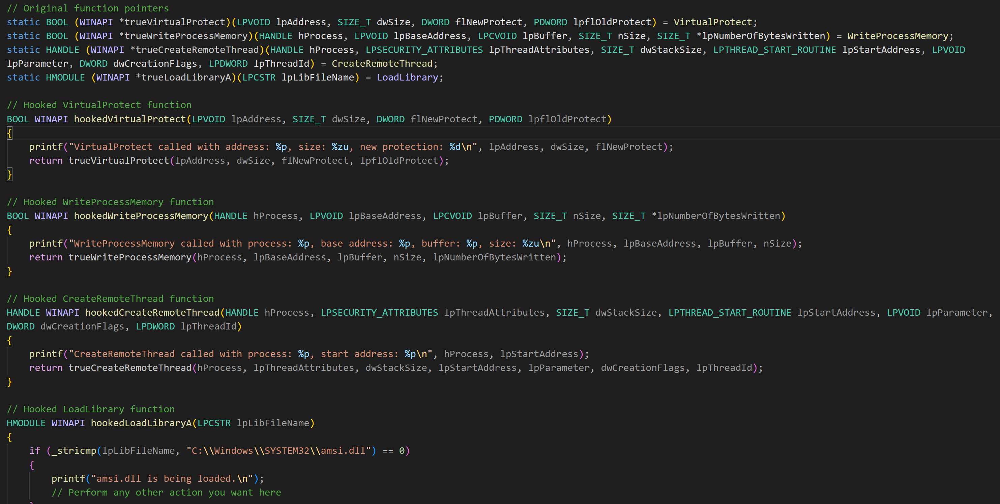 // Original function pointers
static BOOL (WINAPI *trueVirtualProtect)(LPVOID lpAddress, SIZE_T dwSize, DWORD flNewProtect, PDWORD lpflOldProtect) = VirtualProtect;
static BOOL (WINAPI *trueWriteProcessMemory)(HANDLE hProcess, LPVOID lpBaseAddress, LPCVOID lpBuffer, SIZE_T nSize, SIZE_T *lpNumberOfBytesWritten) = WriteProcessMemory;
static HANDLE (WINAPI *trueCreateRemoteThread)(HANDLE hProcess, LPSECURITY_ATTRIBUTES lpThreadAttributes, SIZE_T dwStackSize, LPTHREAD_START_ROUTINE lpStartAddress, LPVOID
lpParameter, DWORD dwCreationFlags, LPDWORD lpThreadId) = CreateRemoteThread;
static HMODULE (WINAPI *trueLoadLibraryA)(LPCSTR lpLibFileName) = LoadLibrary;

// Hooked VirtualProtect function
BOOL WINAPI hookedVirtualProtect(LPVOID lpAddress, SIZE_T dwSize, DWORD flNewProtect, PDWORD lpflOldProtect)
{
    printf("VirtualProtect called with address: %p, size: %zu, new protection: %d\n", lpAddress, dwSize, flNewProtect);
    return trueVirtualProtect(lpAddress, dwSize, flNewProtect, lpflOldProtect);
}

// Hooked WriteProcessMemory function
BOOL WINAPI hookedWriteProcessMemory(HANDLE hProcess, LPVOID lpBaseAddress, LPCVOID lpBuffer, SIZE_T nSize, SIZE_T *lpNumberOfBytesWritten)
{
    printf("WriteProcessMemory called with process: %p, base address: %p, buffer: %p, size: %zu\n", hProcess, lpBaseAddress, lpBuffer, nSize);
    return trueWriteProcessMemory(hProcess, lpBaseAddress, lpBuffer, nSize, lpNumberOfBytesWritten);
}

// Hooked CreateRemoteThread function
HANDLE WINAPI hookedCreateRemoteThread(HANDLE hProcess, LPSECURITY_ATTRIBUTES lpThreadAttributes, SIZE_T dwStackSize, LPTHREAD_START_ROUTINE lpStartAddress, LPVOID lpParameter,
DWORD dwCreationFlags, LPDWORD lpThreadId)
{
    printf("CreateRemoteThread called with process: %p, start address: %p\n", hProcess, lpStartAddress);
    return trueCreateRemoteThread(hProcess, lpThreadAttributes, dwStackSize, lpStartAddress, lpParameter, dwCreationFlags, lpThreadId);
}

// Hooked LoadLibrary function
HMODULE WINAPI hookedLoadLibraryA(LPCSTR lpLibFileName)
{
    if (_stricmp(lpLibFileName, "C:\\Windows\\SYSTEM32\\amsi.dll") == 0)
    {
        printf("amsi.dll is being loaded.\n");
        // Perform any other action you want here